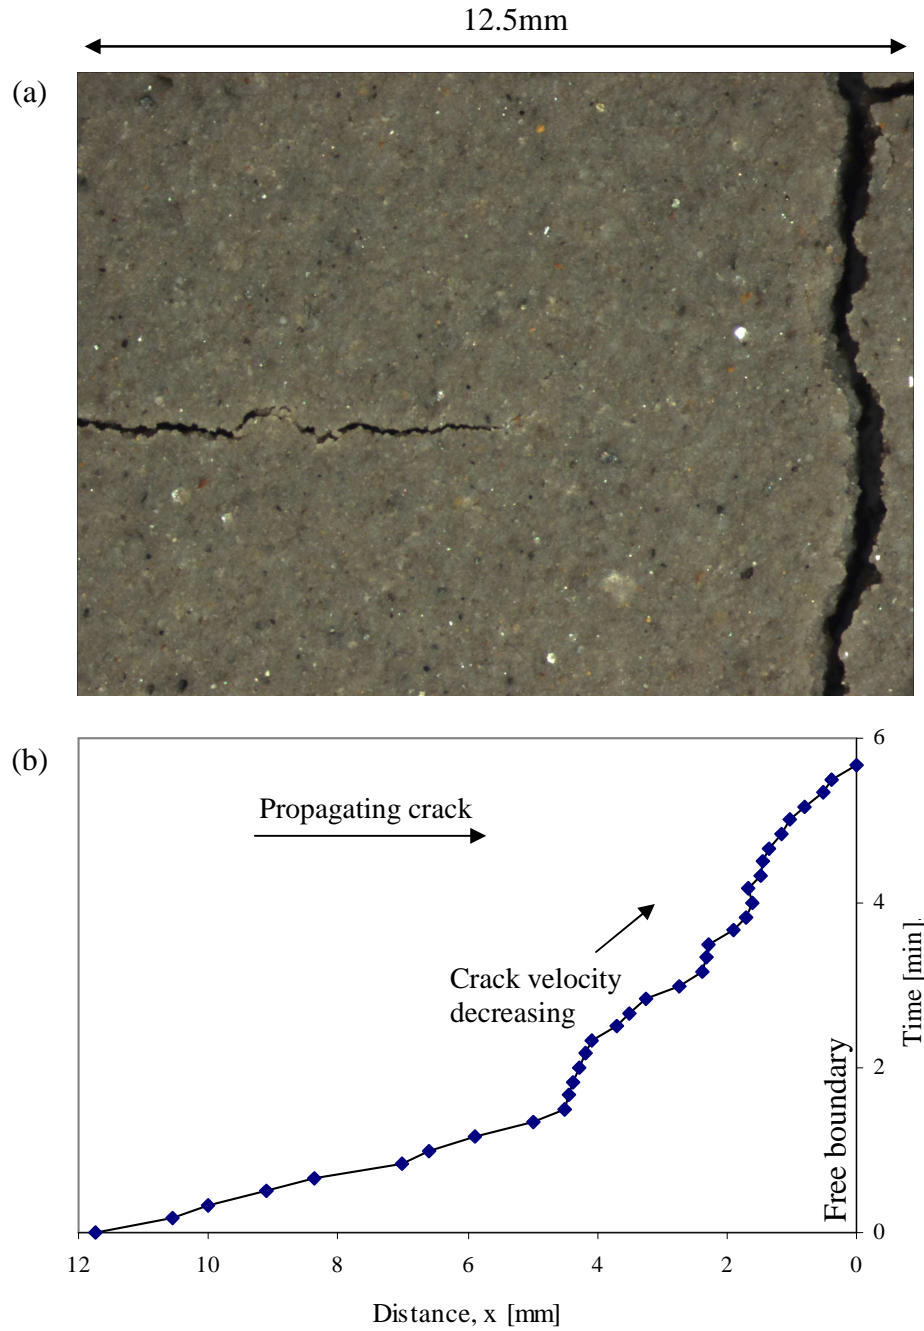 12.5mm
(a)
(b)
Propagating crack
Crack velocity
decreasing
Free boundary
6
4
2
0
Time [min].
12
10
8
6
4
2
0
Distance, x [mm]